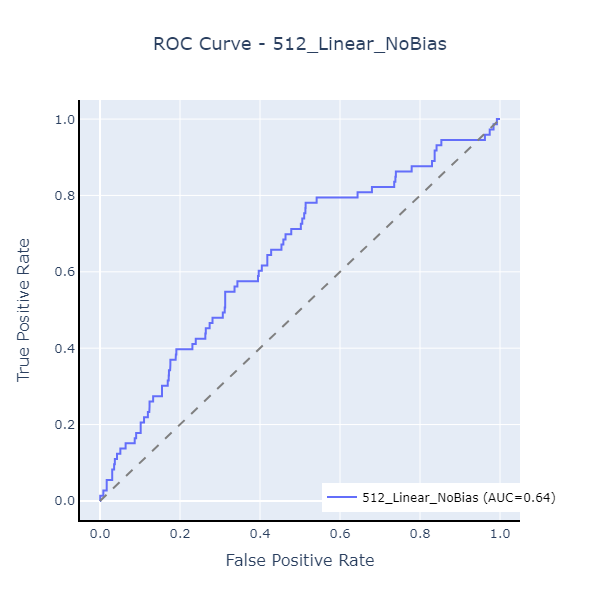 ROC Curve - 512_Linear_NoBias
True Positive Rate
1.0
0.8
0.6
0.4
0.2
0.0
512_Linear_NoBias (AUC=0.64)
0.0 0.2 0.4 0.6 0.8 1.0
False Positive Rate